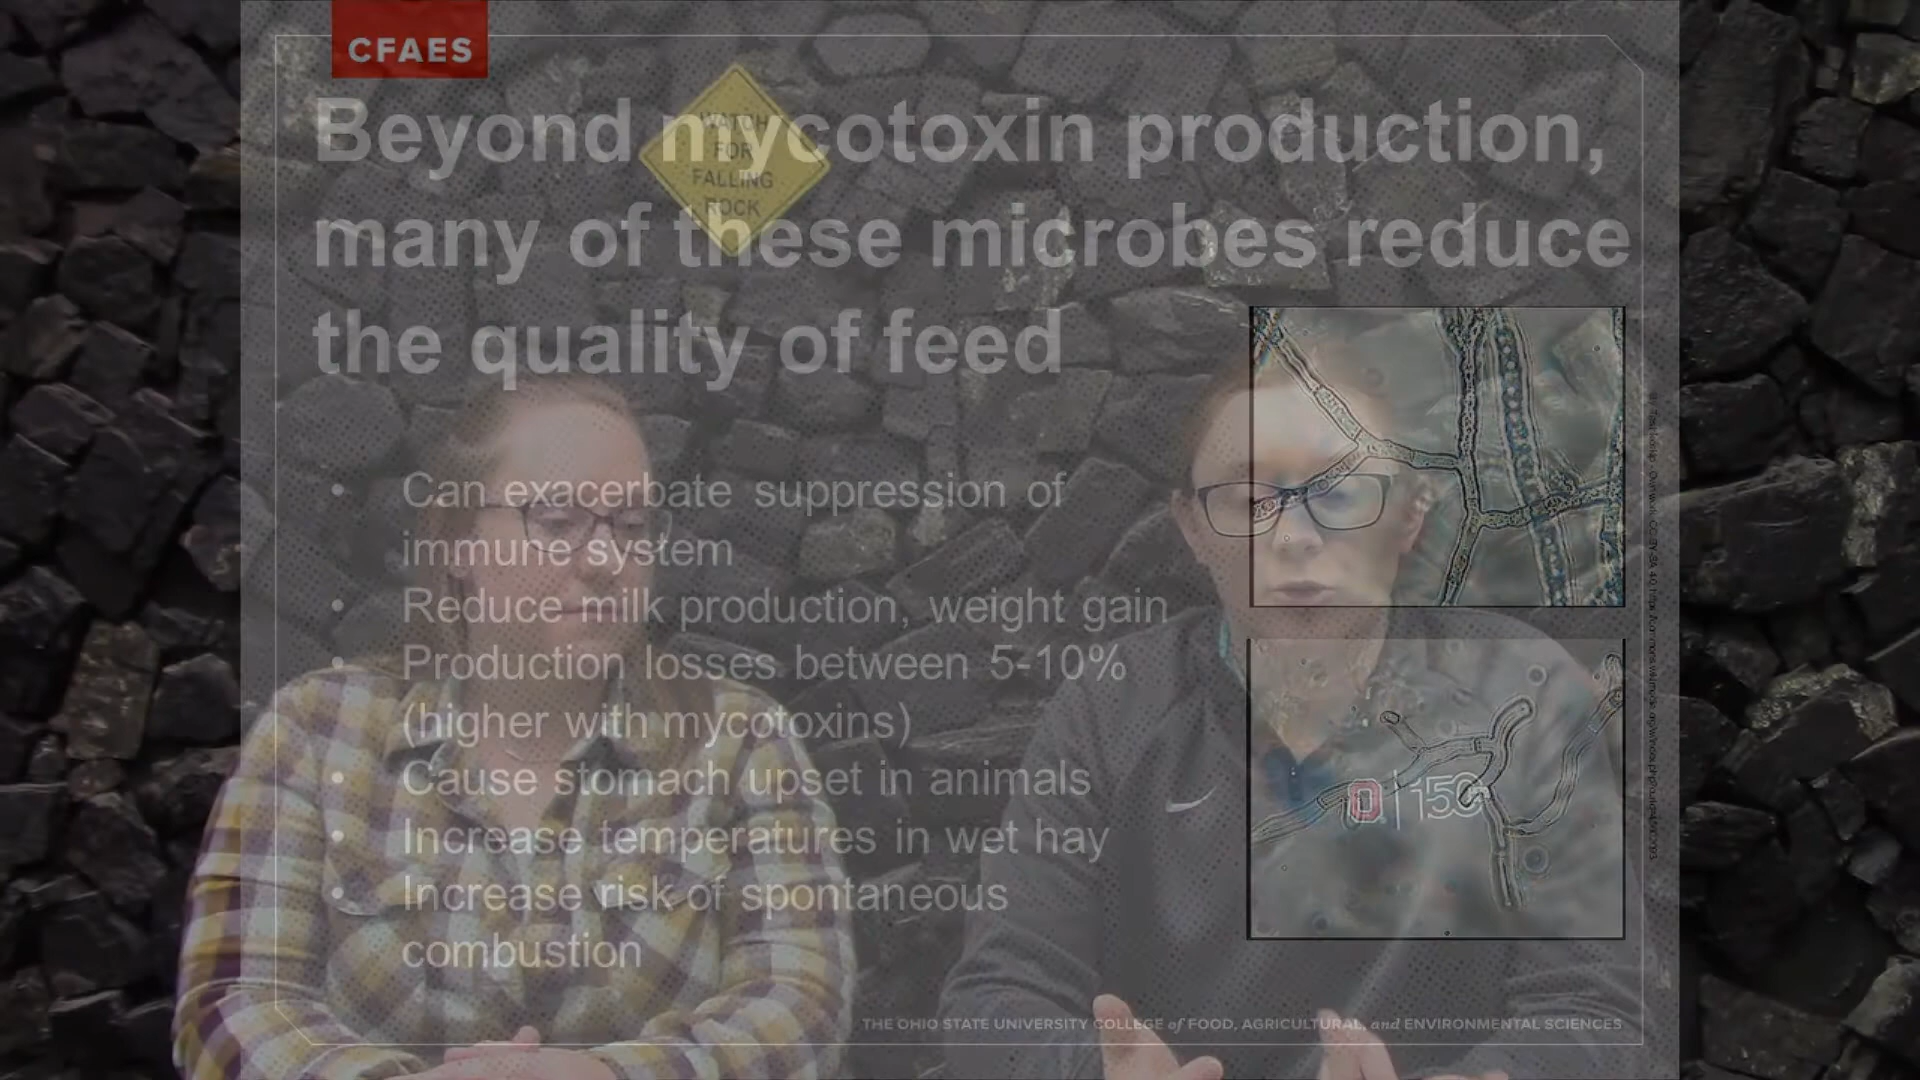 CFAES
WATCH
FOR
FALLING
ROCK
Beyond mycotoxin production,
many of these microbes reduce
the quality of feed
• Can exacerbate suppression of
immune system
• Reduce milk production, weight gain
• Production losses between 5-10%
(higher with mycotoxins)
• Cause stomach upset in animals
• Increase temperatures in wet hay
• Increase risk of spontaneous
combustion
O | 150
THE OHIO STATE UNIVERSITY COLLEGE of FOOD, AGRICULTURAL, and ENVIRONMENTAL SCIENCES